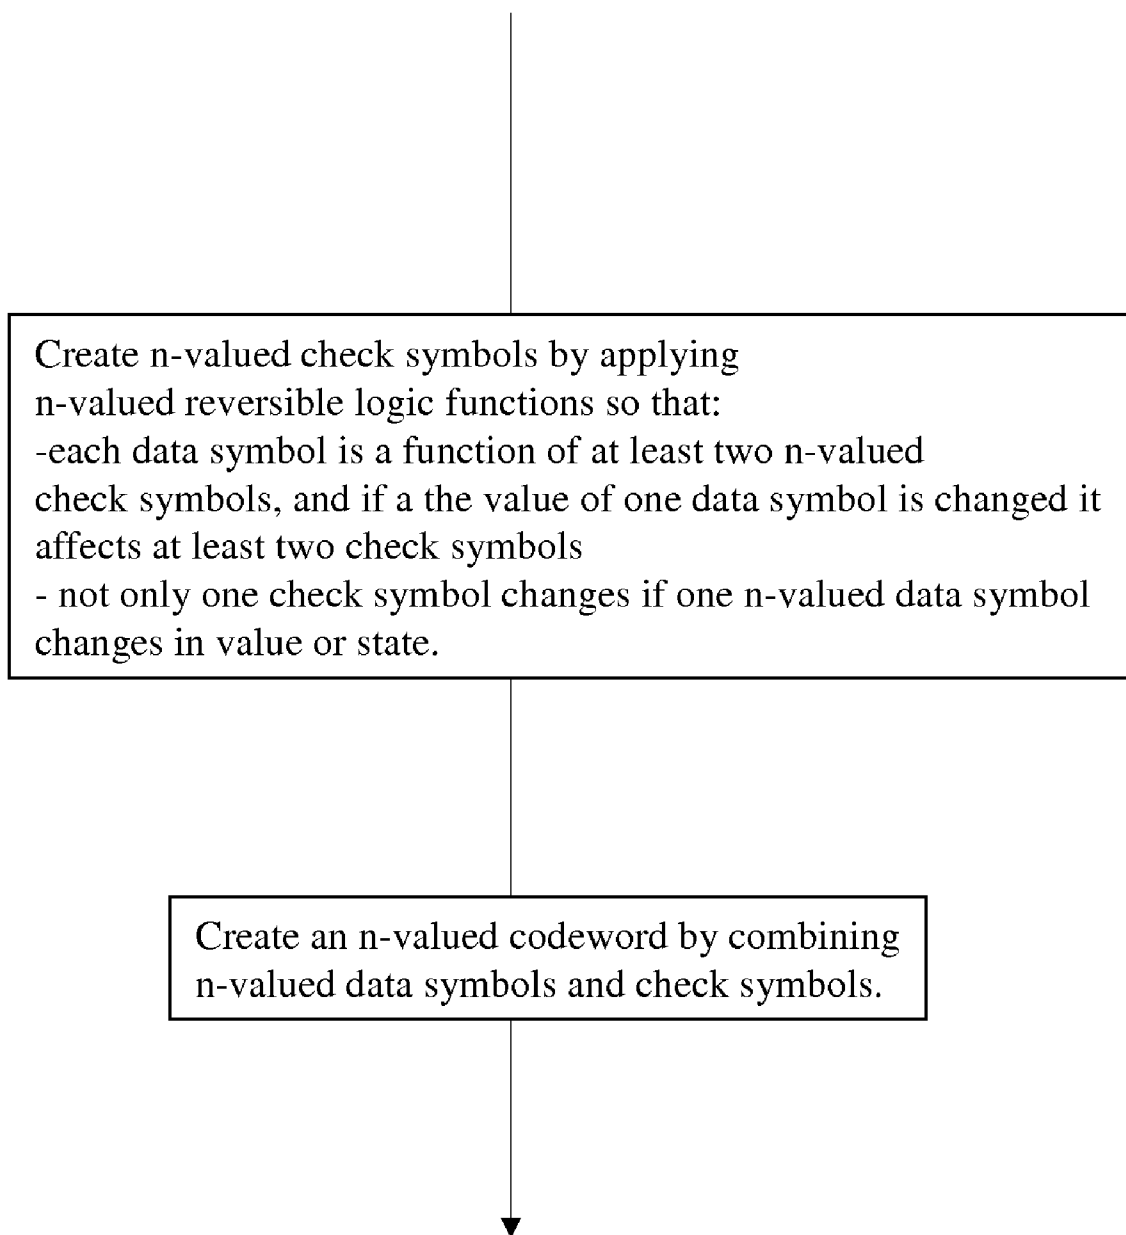 Create n-valued check symbols by applying
n-valued reversible logic functions so that:
-each data symbol is a function of at least two n-valued
check symbols, and if a the value of one data symbol is changed it
affects at least two check symbols
- not only one check symbol changes if one n-valued data symbol
changes in value or state.
Create an n-valued codeword by combining
n-valued data symbols and check symbols.